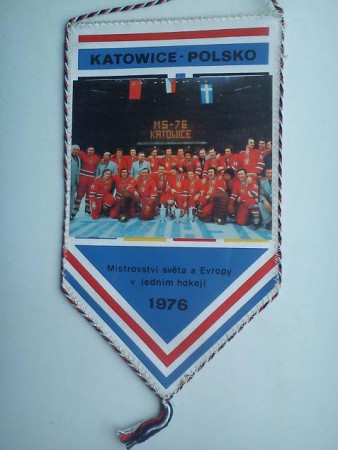 KATOWICE - POLSKO
MS-76
KATOWICE
Mistrovství světa a Evropy
v ledním hokeji
1976